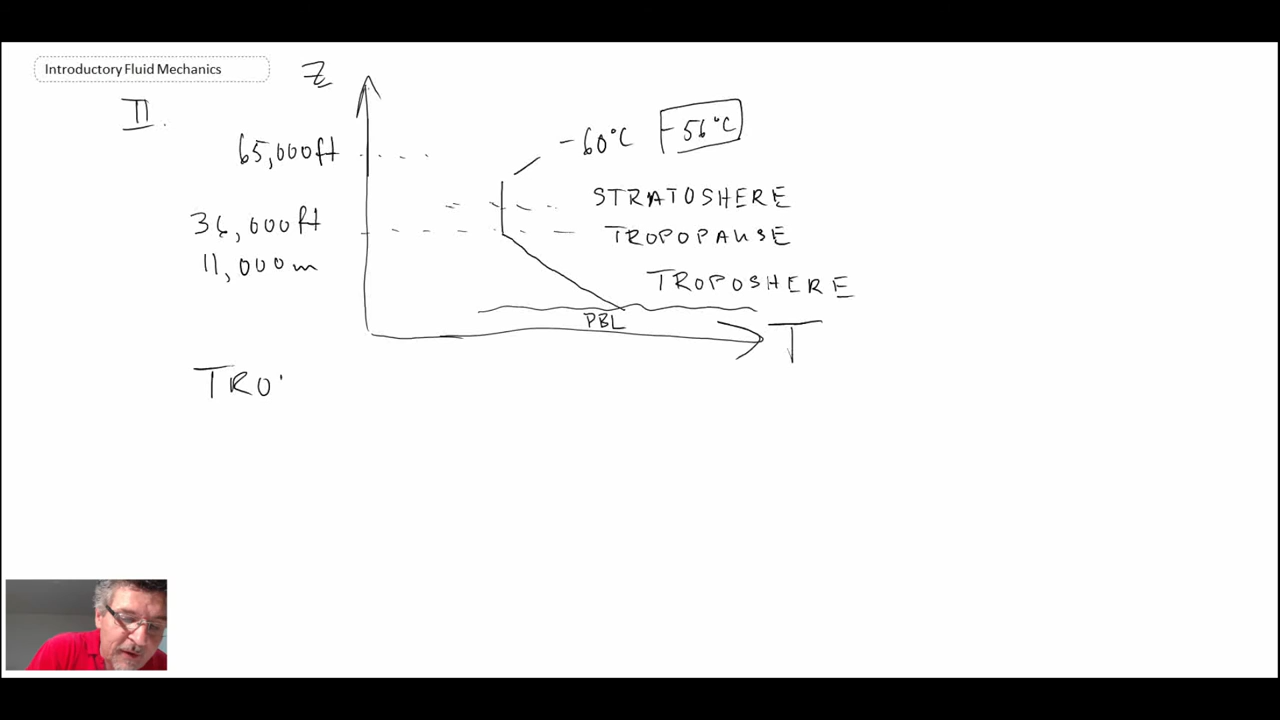 Introductory Fluid Mechanics
Z
II.
65,000ft
-60°C -56°C
STRATOSHERE
36,000ft
TROPOPAUSE
11,000m
TROPOSHERE
PBL
T
TRO